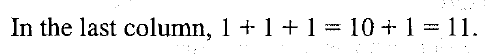 In the last column, 1 + 1 + 1 = 10 + 1 = 11.